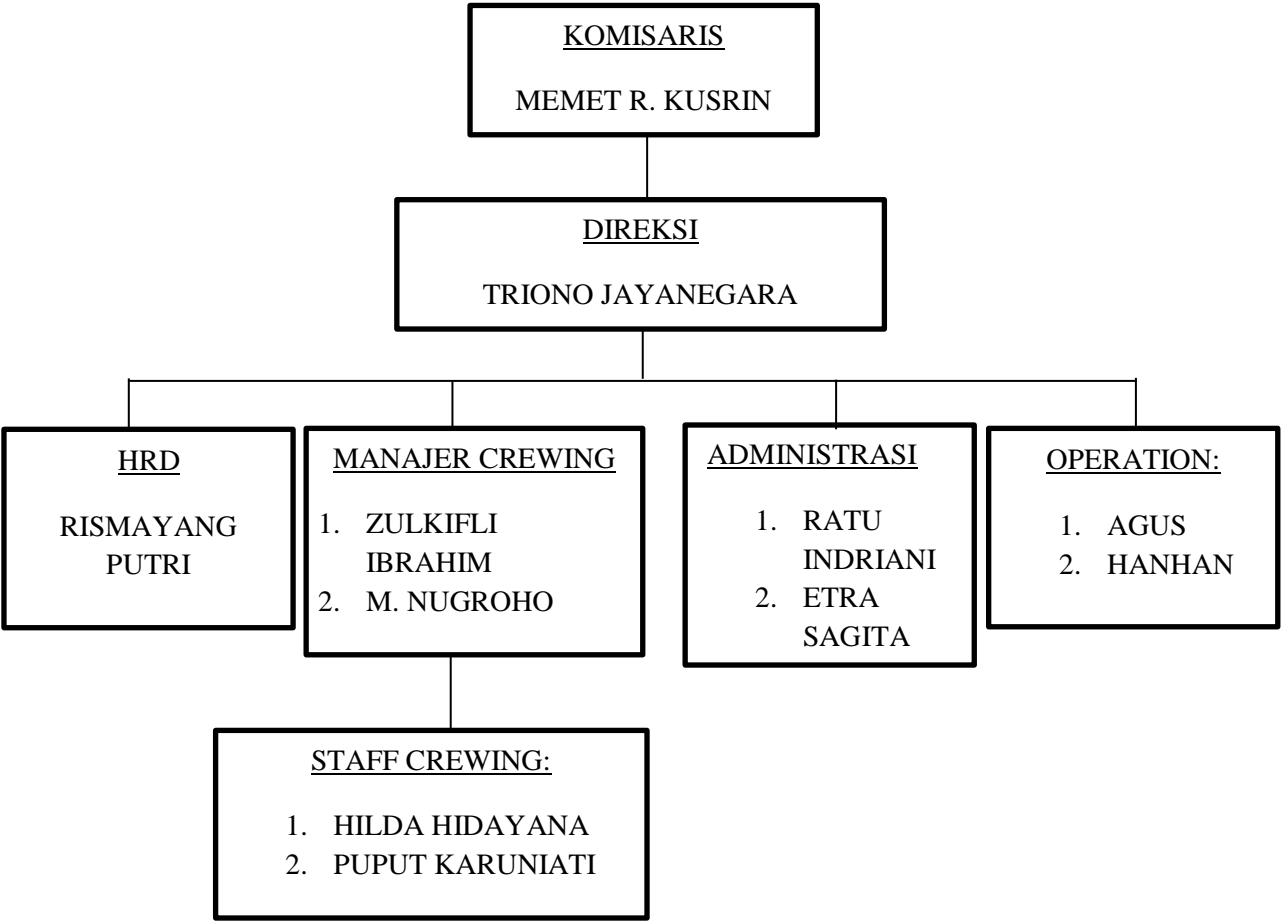 KOMISARIS
MEMET R. KUSRIN
DIREKSI
TRIONO JAYANEGARA
HRD
RISMAYANG
PUTRI
MANAJER CREWING
1. ZULKIFLI
IBRAHIM
2. M. NUGROHO
ADMINISTRASI
1. RATU
INDRIANI
2. ETRA
SAGITA
OPERATION:
1. AGUS
2. HANHAN
STAFF CREWING:
1. HILDA HIDAYANA
2. PUPUT KARUNIATI